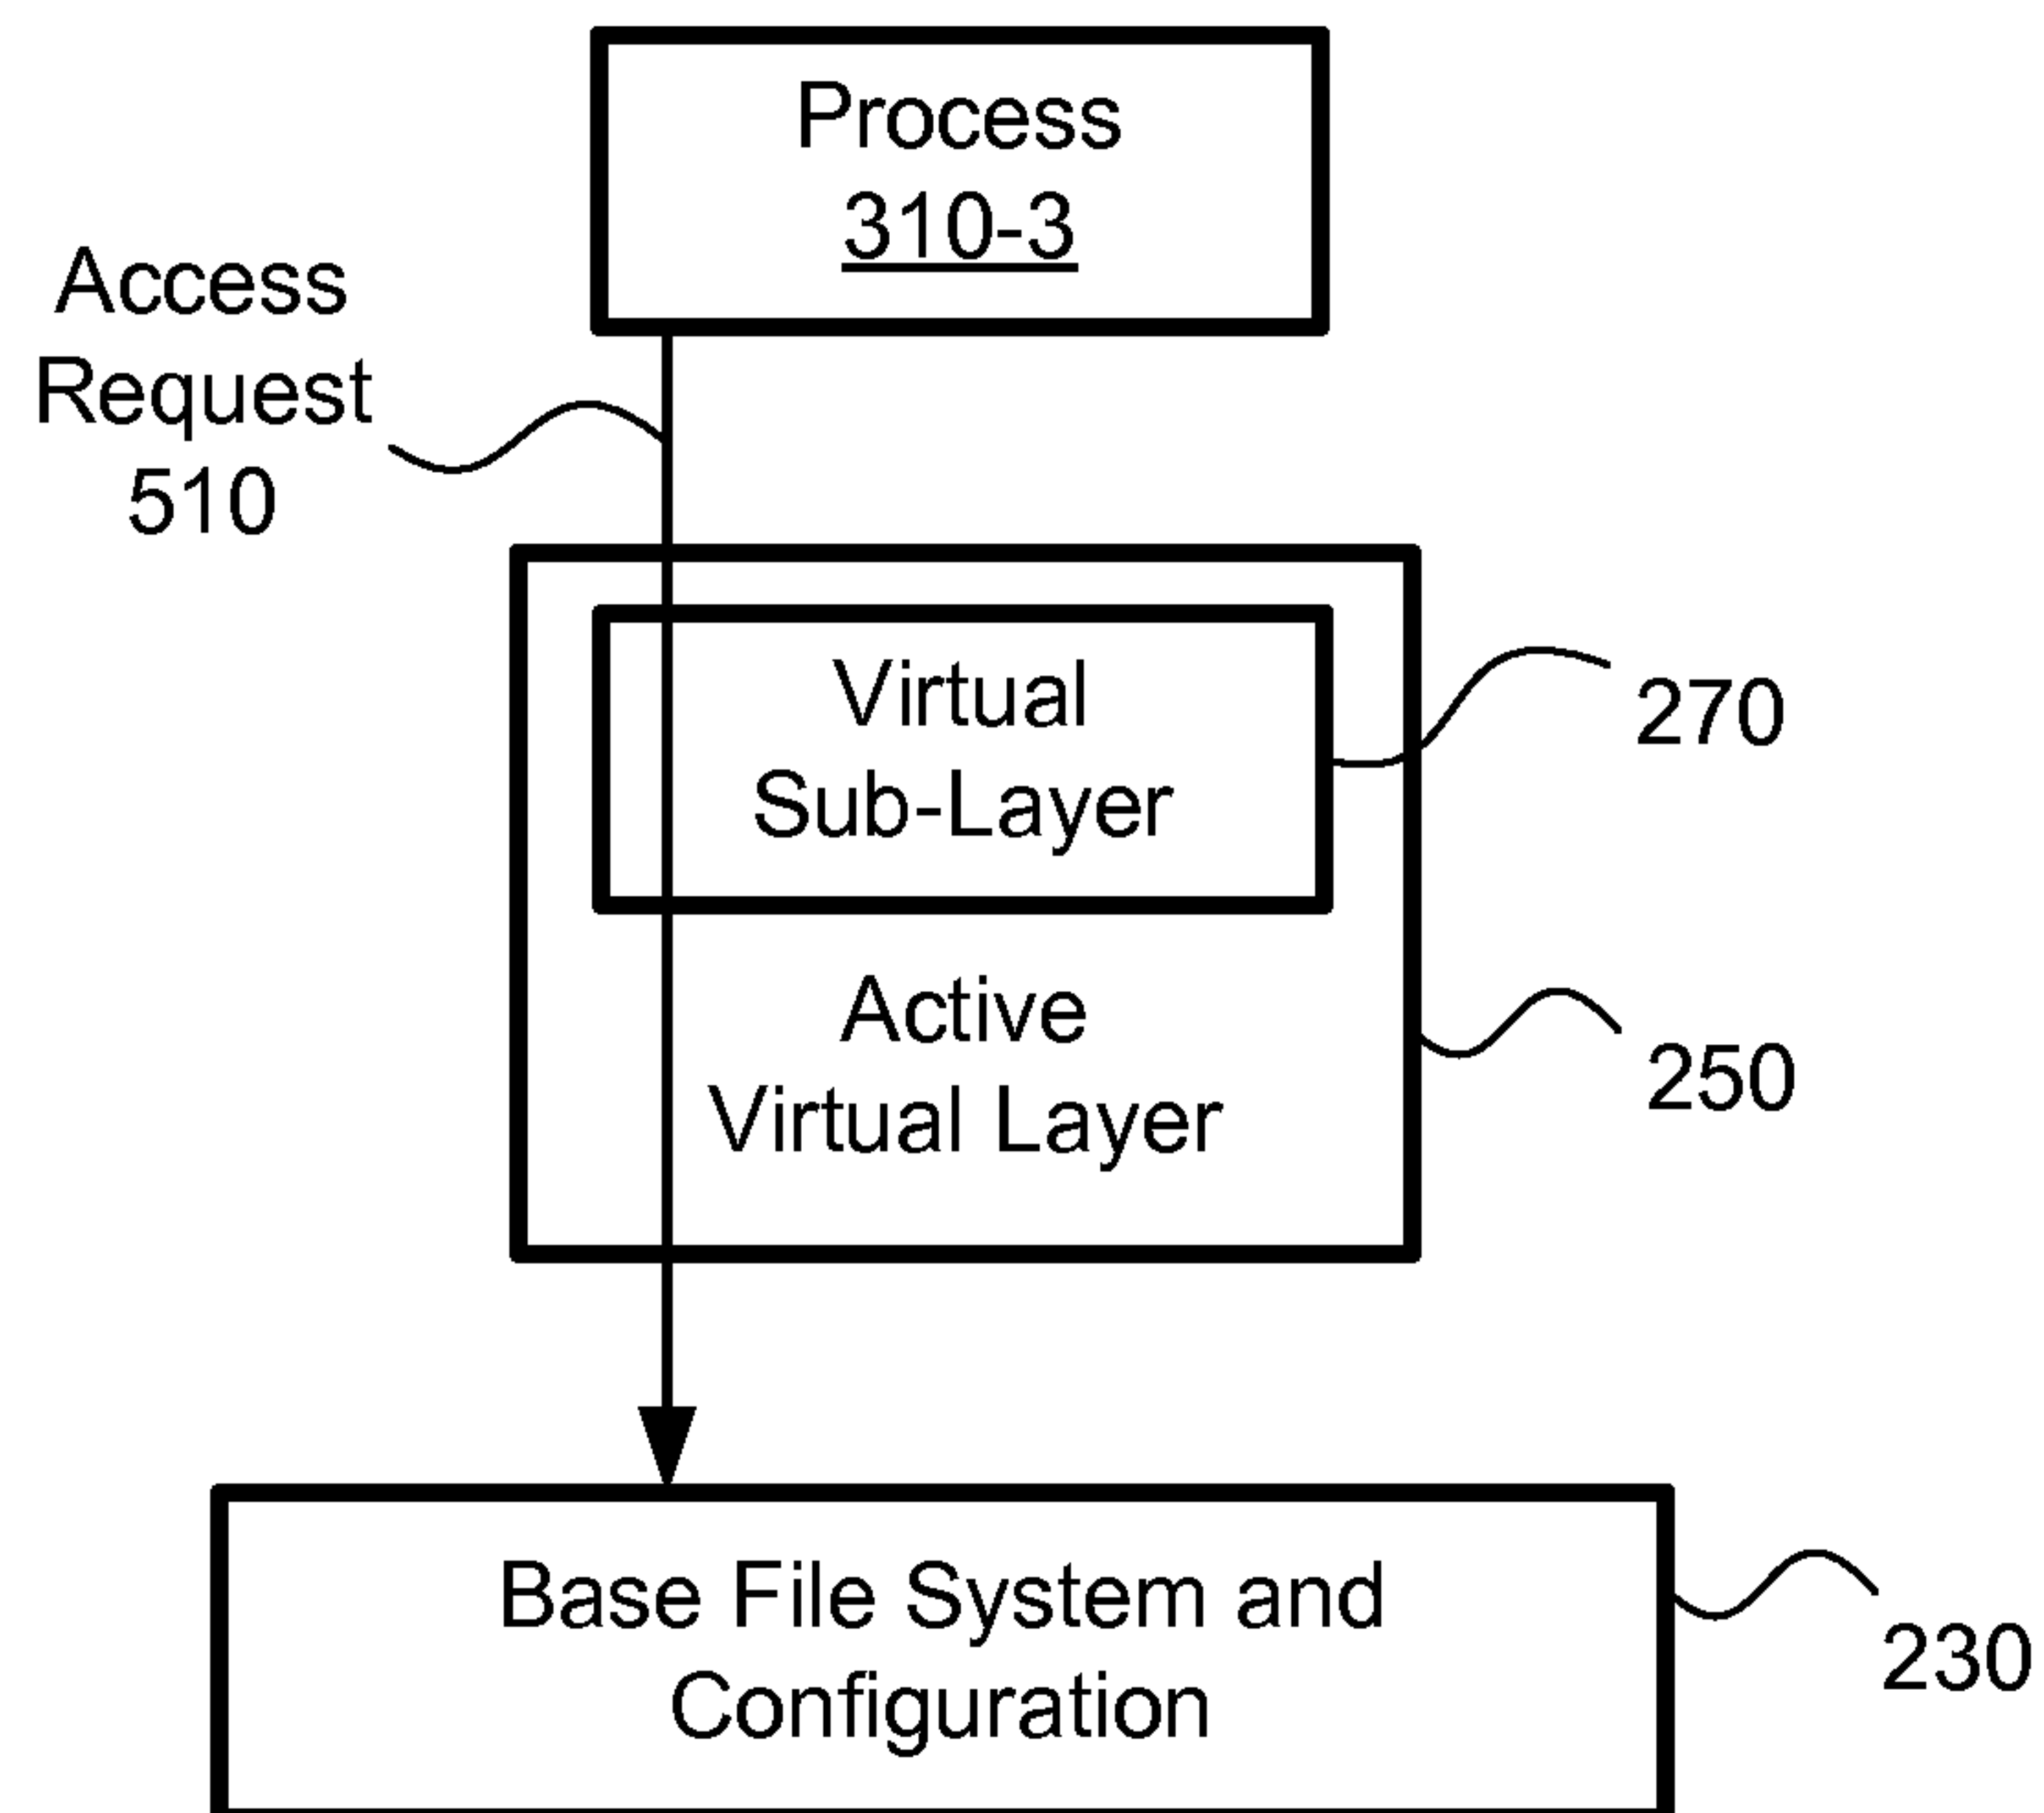 Process
310-3
Access
Request
510
Virtual
Sub-Layer
270
Active
Virtual Layer
250
Base File System and
Configuration
230